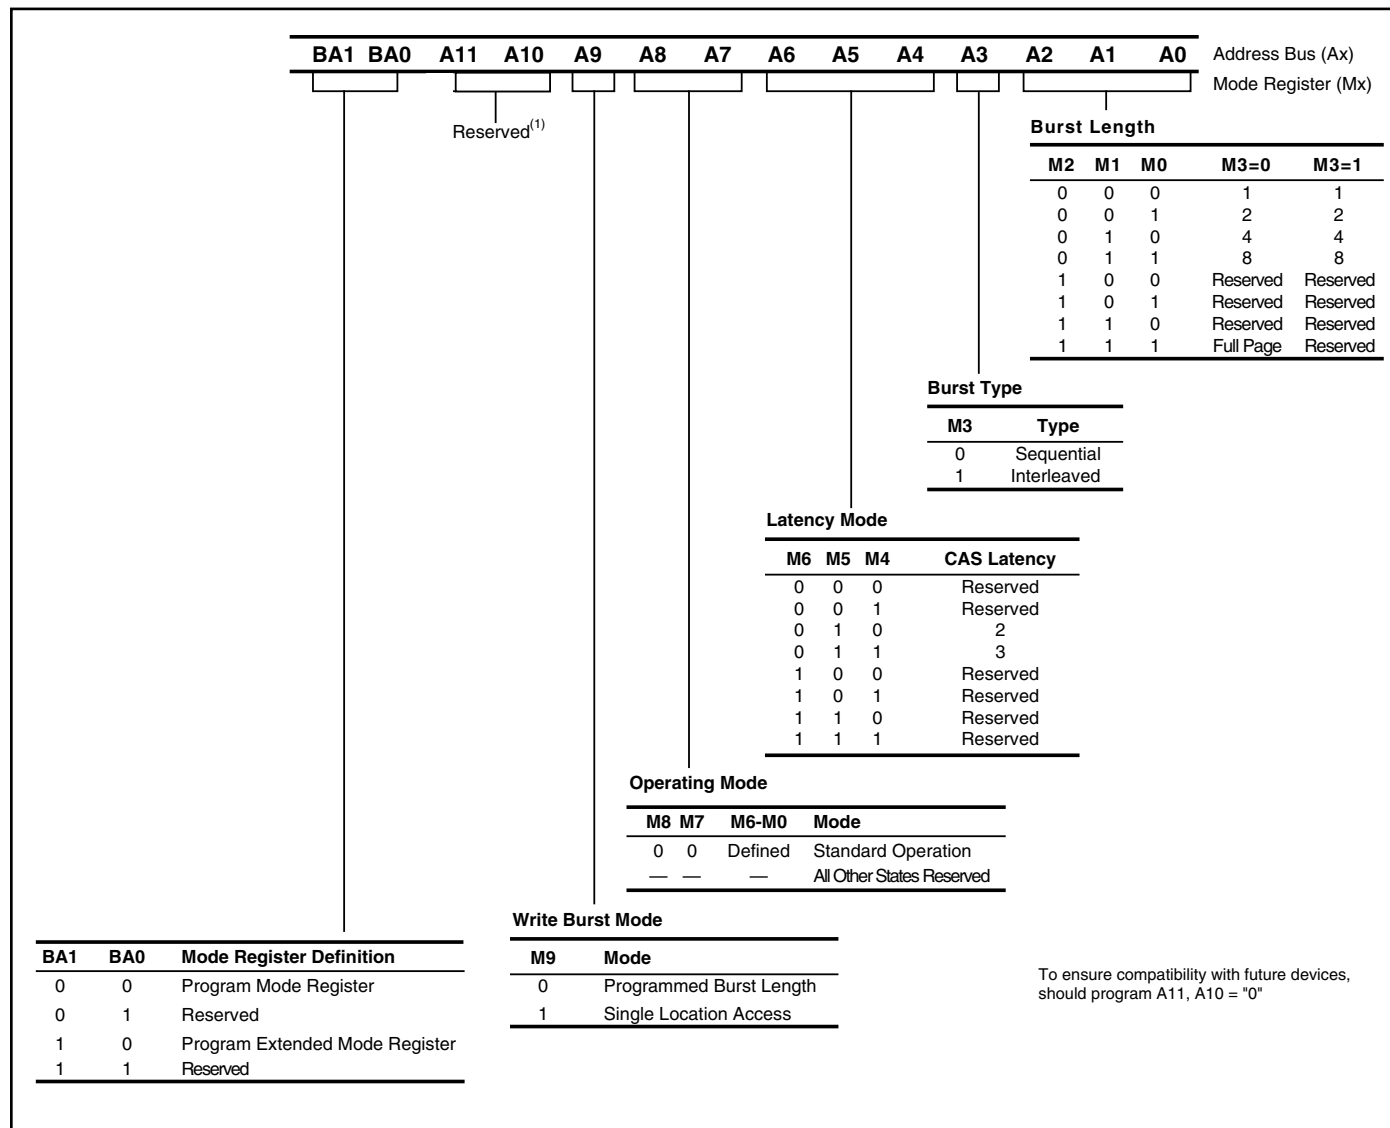 BA1 BA0 A11 A10 A9 A8 A7 A6 A5 A4 A3 A2 A1 A0 Address Bus (Ax)
Mode Register (Mx)
Reserved(1)
Burst Length
M2 M1 M0 M3=0 M3=1
0 0 0 1 1
0 0 1 2 2
0 1 0 4 4
0 1 1 8 8
1 0 0 Reserved Reserved
1 0 1 Reserved Reserved
1 1 0 Reserved Reserved
1 1 1 Full Page Reserved
Burst Type
M3 Type
0 Sequential
1 Interleaved
Latency Mode
M6 M5 M4 CAS Latency
0 0 0 Reserved
0 0 1 Reserved
0 1 0 2
0 1 1 3
1 0 0 Reserved
1 0 1 Reserved
1 1 0 Reserved
1 1 1 Reserved
Operating Mode
M8 M7 M6-M0 Mode
0 0 Defined Standard Operation
— — — All Other States Reserved
Write Burst Mode
M9 Mode
0 Programmed Burst Length
1 Single Location Access
BA1 BA0 Mode Register Definition
0 0 Program Mode Register
0 1 Reserved
1 0 Program Extended Mode Register
1 1 Reserved
To ensure compatibility with future devices,
should program A11, A10 = "0"